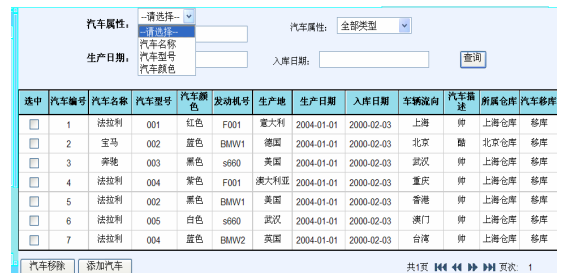 汽车属性： --请选择-- 汽车属性： 全部类型
--请选择--
汽车名称
汽车型号
汽车颜色
生产日期： 入库日期： 查询
选中 汽车编号 汽车名称 汽车型号 汽车颜色 发动机号 生产地 生产日期 入库日期 车辆流向 汽车描述 所属仓库 汽车移库
1 法拉利 001 红色 F001 意大利 2004-01-01 2000-02-03 上海 帅 上海仓库 移库
2 宝马 002 蓝色 BMW1 德国 2004-01-01 2000-02-03 北京 酷 北京仓库 移库
3 奔驰 003 黑色 s660 美国 2004-01-01 2000-02-03 武汉 帅 上海仓库 移库
4 法拉利 004 紫色 F001 澳大利亚 2004-01-01 2000-02-03 重庆 帅 上海仓库 移库
5 法拉利 002 黑色 BMW1 美国 2004-01-01 2000-02-03 香港 帅 上海仓库 移库
6 法拉利 005 白色 s660 武汉 2004-01-01 2000-02-03 澳门 帅 上海仓库 移库
7 法拉利 004 蓝色 BMW2 英国 2004-01-01 2000-02-03 台湾 帅 上海仓库 移库
汽车移除 添加汽车 共1页 页次: 1